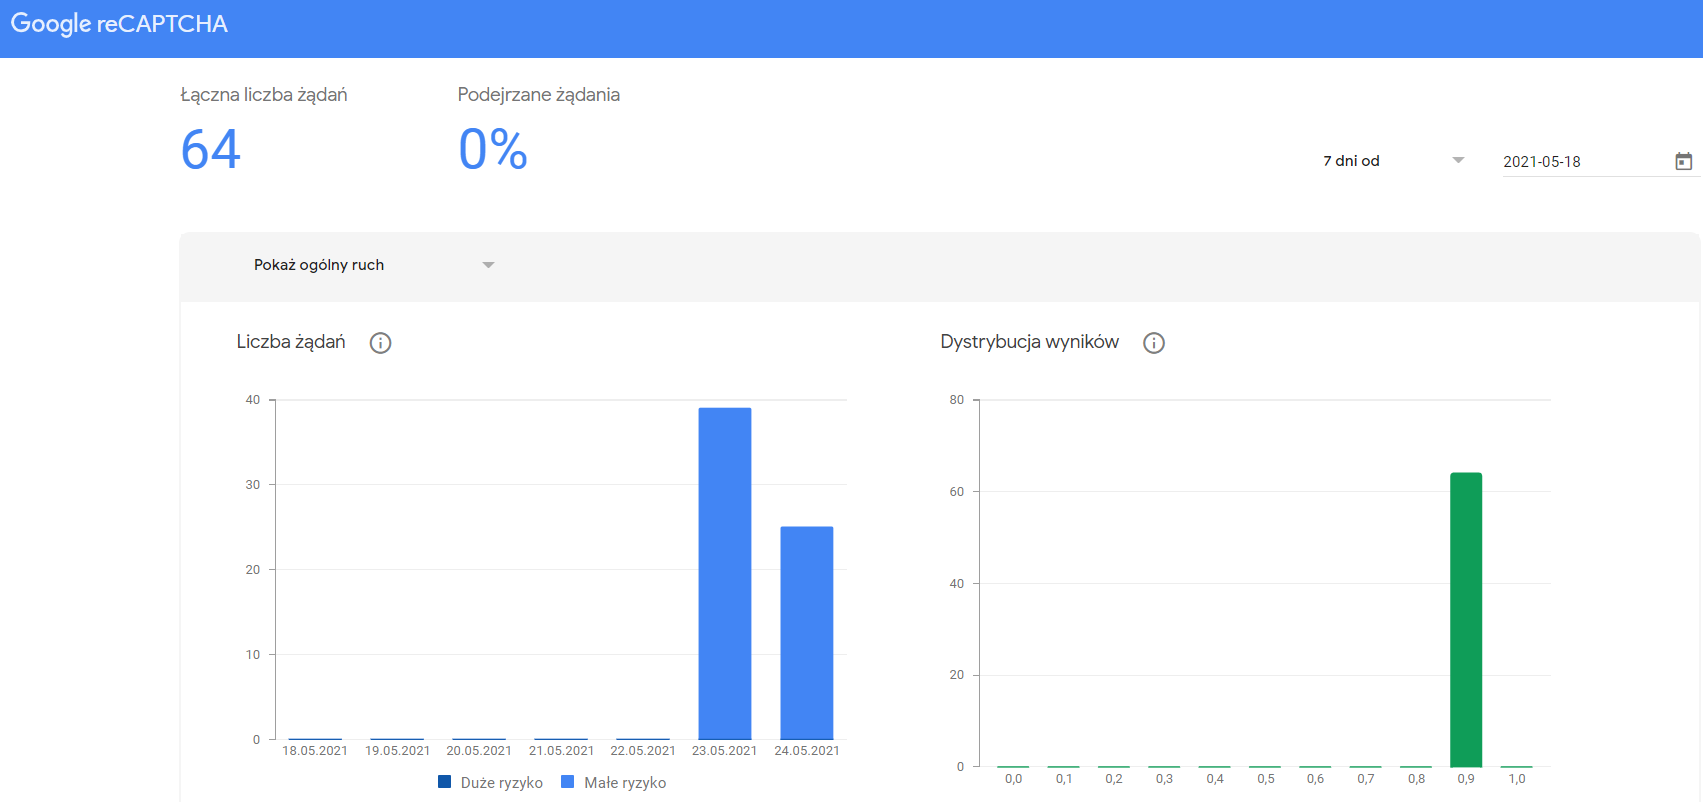 Google reCAPTCHA
Łączna liczba żądań
Podejrzane żądania
64
0%
7 dni od
2021-05-18
Pokaż ogólny ruch
Liczba żądań
40
30
20
10
0
18.05.2021 19.05.2021 20.05.2021 21.05.2021 22.05.2021 23.05.2021 24.05.2021
Duże ryzyko Małe ryzyko
Dystrybucja wyników
80
60
40
20
0
0,0 0,1 0,2 0,3 0,4 0,5 0,6 0,7 0,8 0,9 1,0